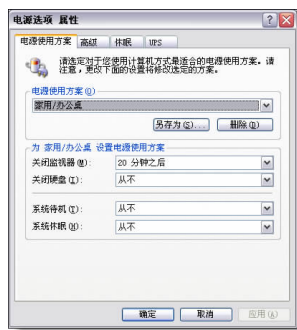 电源选项 属性
电源使用方案 高级 休眠 UPS
请选定对于您使用计算机方式最适合的电源使用方案。请
注意,更改下面的设置将修改选定的方案。
电源使用方案(O)
家用/办公桌
另存为(S)... 删除(D)
为 家用/办公桌 设置电源使用方案
关闭监视器(M): 20 分钟之后
关闭硬盘(I): 从不
系统待机(T): 从不
系统休眠(H): 从不
确定 取消 应用(A)